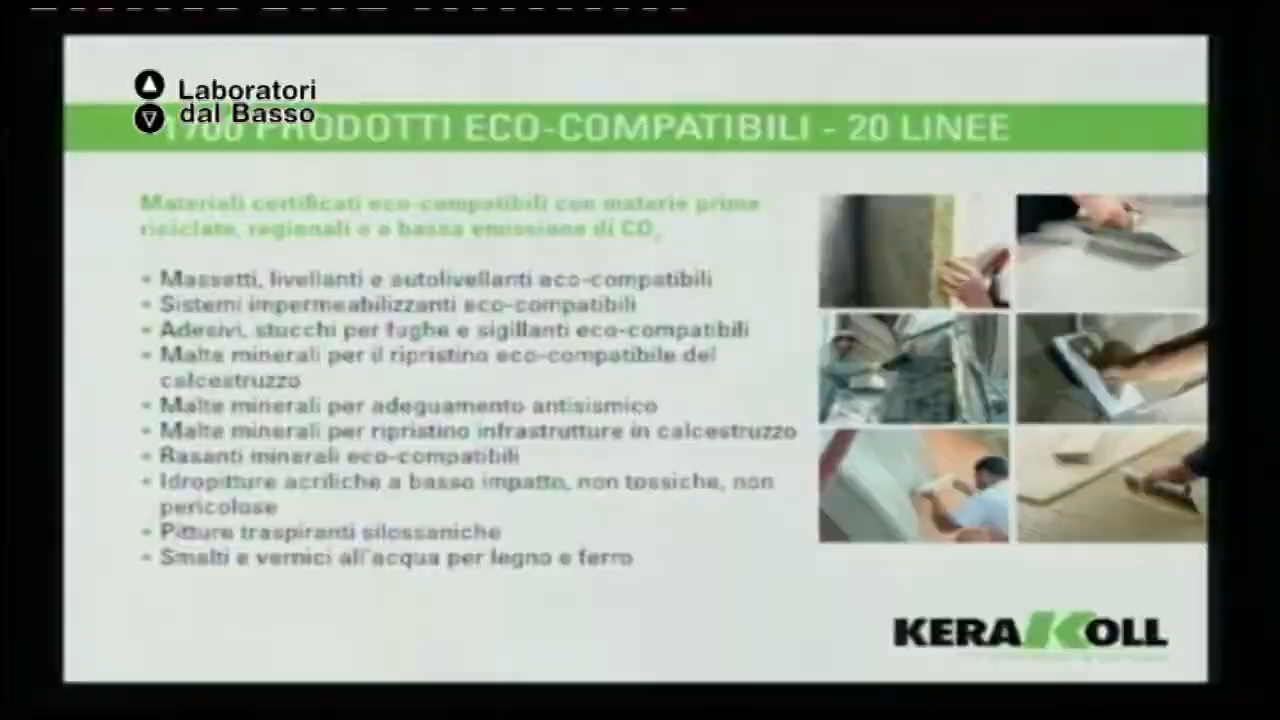 Laboratori
dal Basso
1700 PRODOTTI ECO-COMPATIBILI - 20 LINEE
Materiali certificati eco-compatibili con materie prime
riciclate, regionali e a bassa emissione di CO₂
- Massetti, livellanti e autolivellanti eco-compatibili
- Sistemi impermeabilizzanti eco-compatibili
- Adesivi, stucchi per fughe e sigillanti eco-compatibili
- Malte minerali per il ripristino eco-compatibile del
calcestruzzo
- Malte minerali per adeguamento antisismico
- Malte minerali per ripristino infrastrutture in calcestruzzo
- Rasanti minerali eco-compatibili
- Idropitture acriliche a basso impatto, non tossiche, non
pericolose
- Pitture traspiranti silossaniche
- Smalti e vernici all'acqua per legno e ferro
KERAKOLL